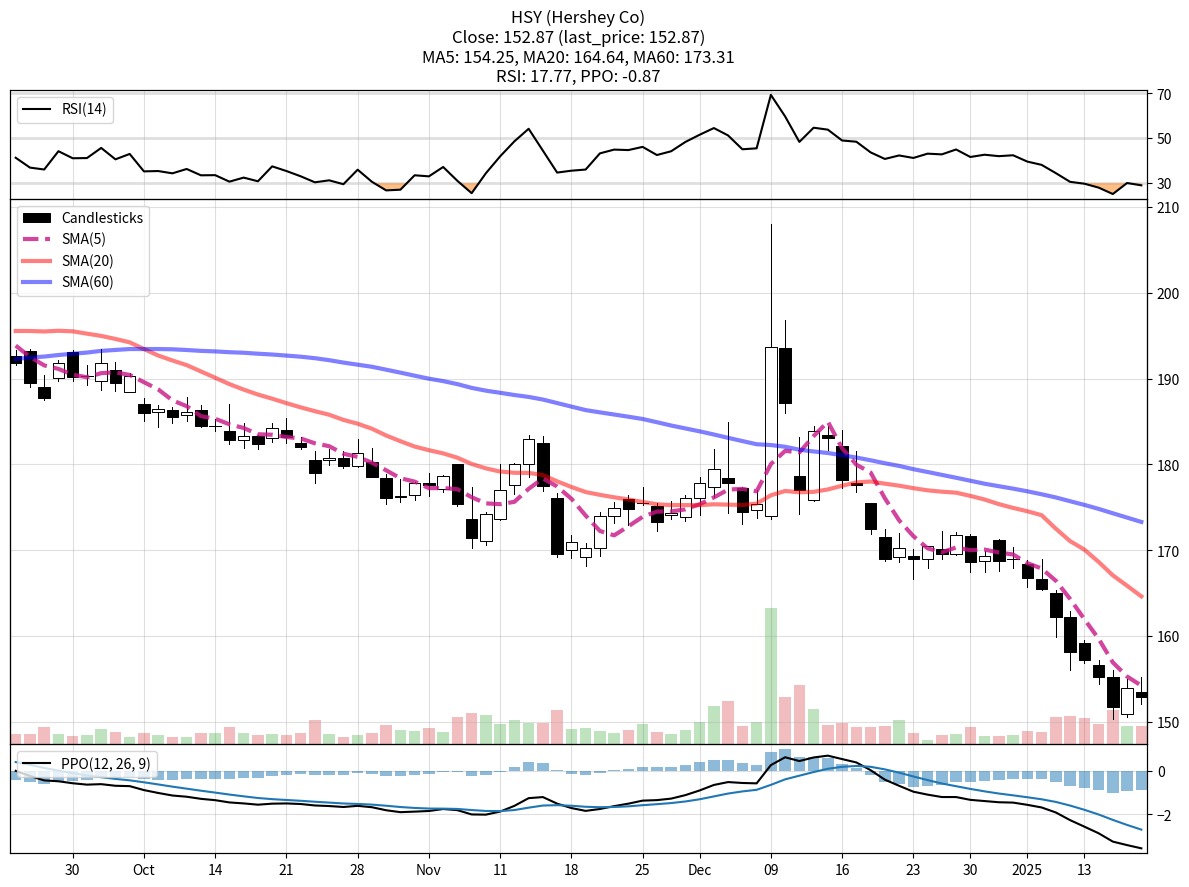 HSY (Hershey Co)
Close: 152.87 (last_price: 152.87)
MA5: 154.25, MA20: 164.64, MA60: 173.31
RSI: 17.77, PPO: -0.87
RSI(14)
70
50
30
Candlesticks
SMA(5)
SMA(20)
SMA(60)
210
200
190
180
170
160
150
PPO(12, 26, 9)
0
−2
30 Oct 14 21 28 Nov 11 18 25 Dec 09 16 23 30 2025 13